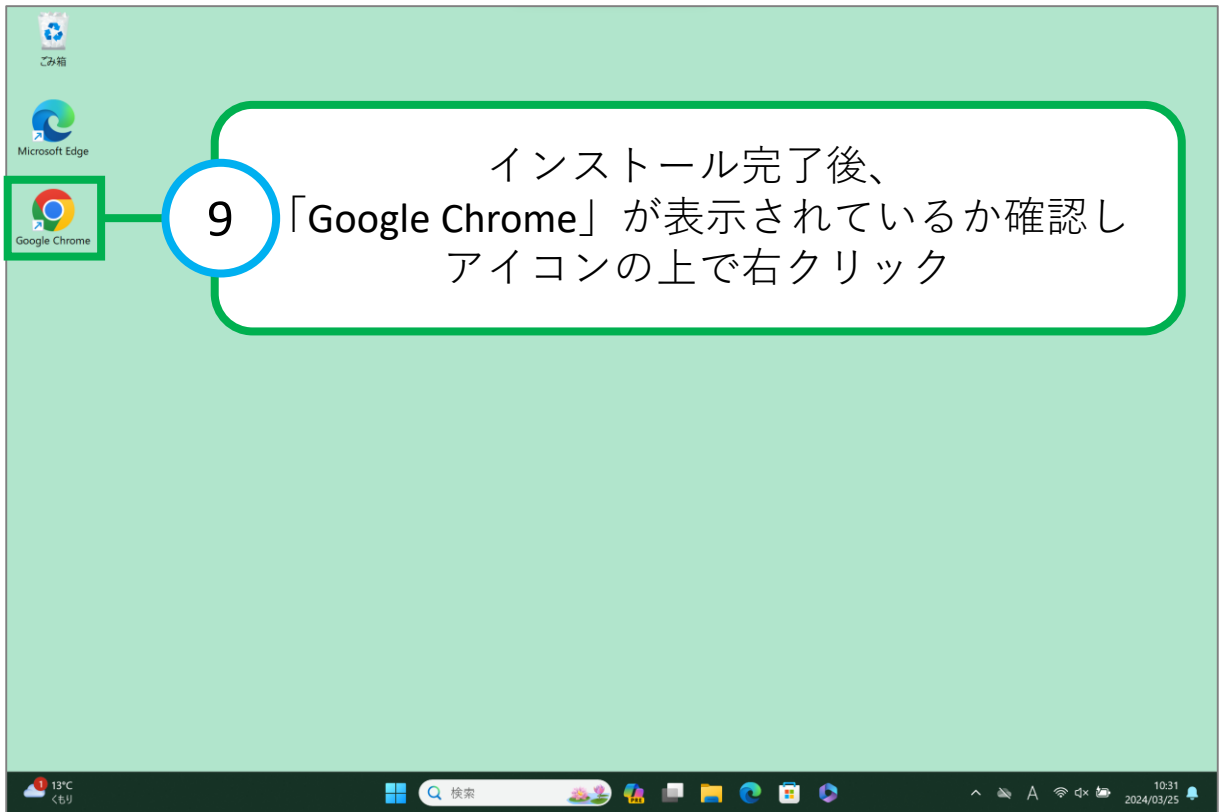 ごみ箱
Microsoft Edge
Google Chrome
9
インストール完了後、
「Google Chrome」が表示されているか確認し
アイコンの上で右クリック
1
13°C
くもり
検索
PRE
A
10:31
2024/03/25